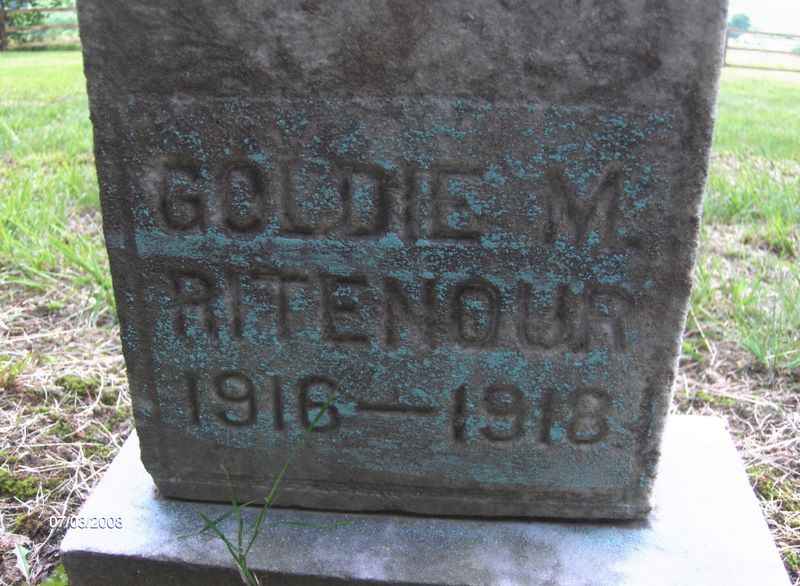 GOLDIE M.
RITENOUR
1916—1918
07/03/2008